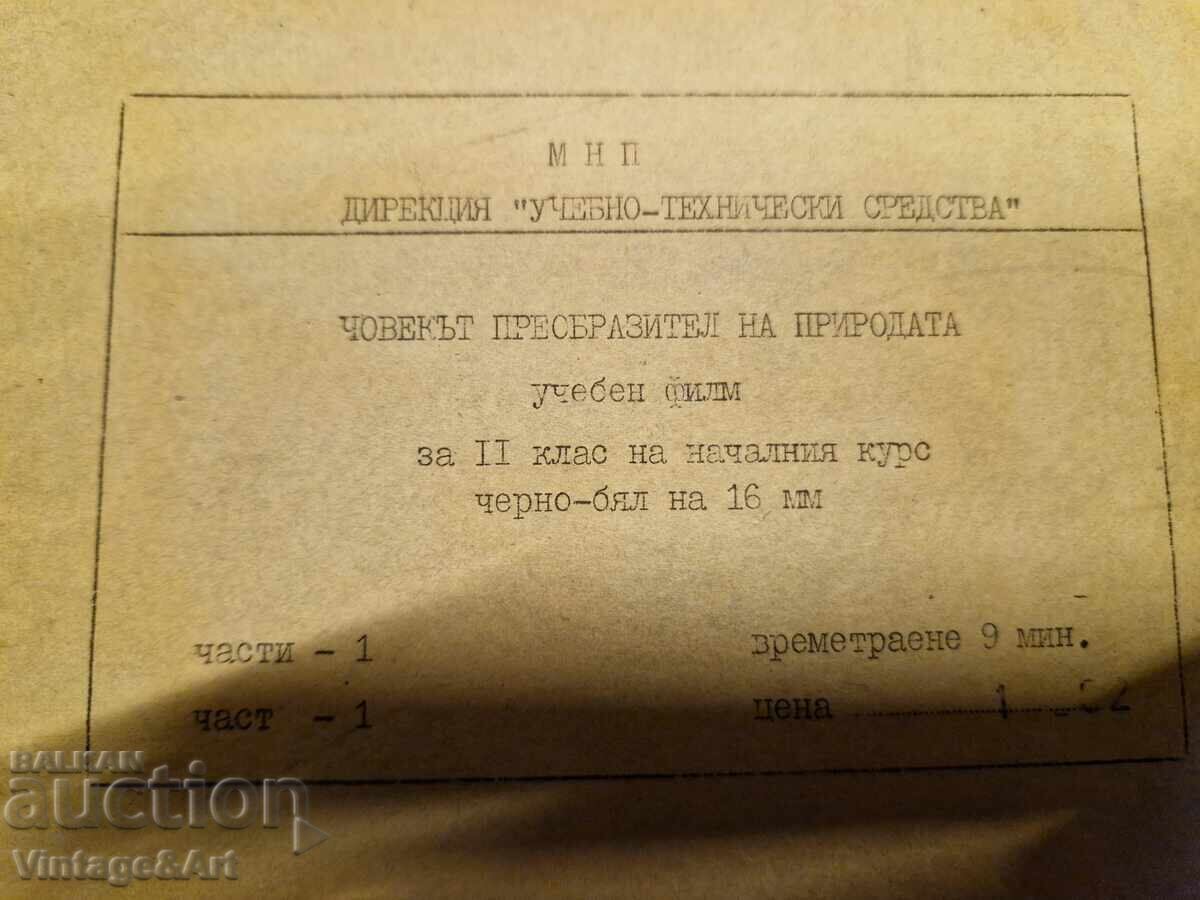 М Н П
ДИРЕКЦИЯ "УЧЕБНО-ТЕХНИЧЕСКИ СРЕДСТВА"
ЧОВЕКЪТ ПРЕОБРАЗИТЕЛ НА ПРИРОДАТА
учебен филм
за II клас на началния курс
черно-бял на 16 мм
части - 1
времетраене 9 мин.
част - 1
цена
BALKAN
auction
Vintage&Art